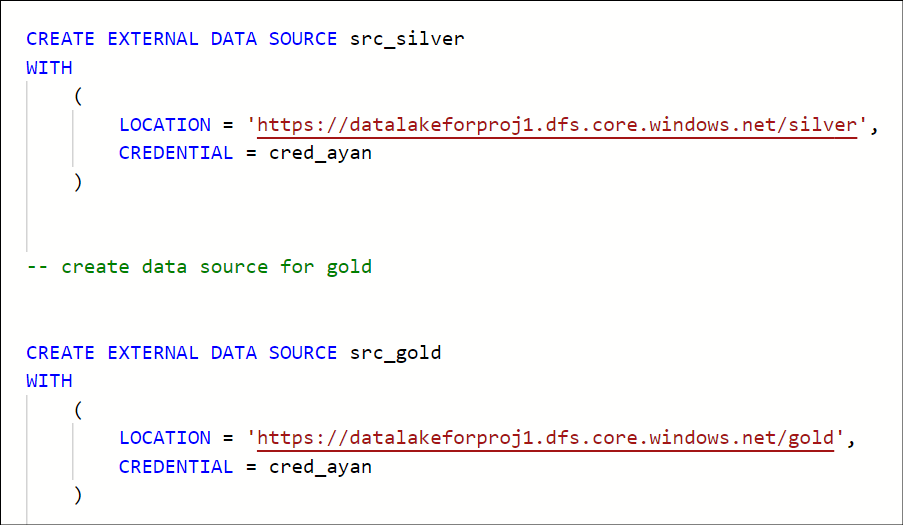 CREATE EXTERNAL DATA SOURCE src_silver
WITH
(
LOCATION = 'https://datalakeforproj1.dfs.core.windows.net/silver',
CREDENTIAL = cred_ayan
)
-- create data source for gold
CREATE EXTERNAL DATA SOURCE src_gold
WITH
(
LOCATION = 'https://datalakeforproj1.dfs.core.windows.net/gold',
CREDENTIAL = cred_ayan
)